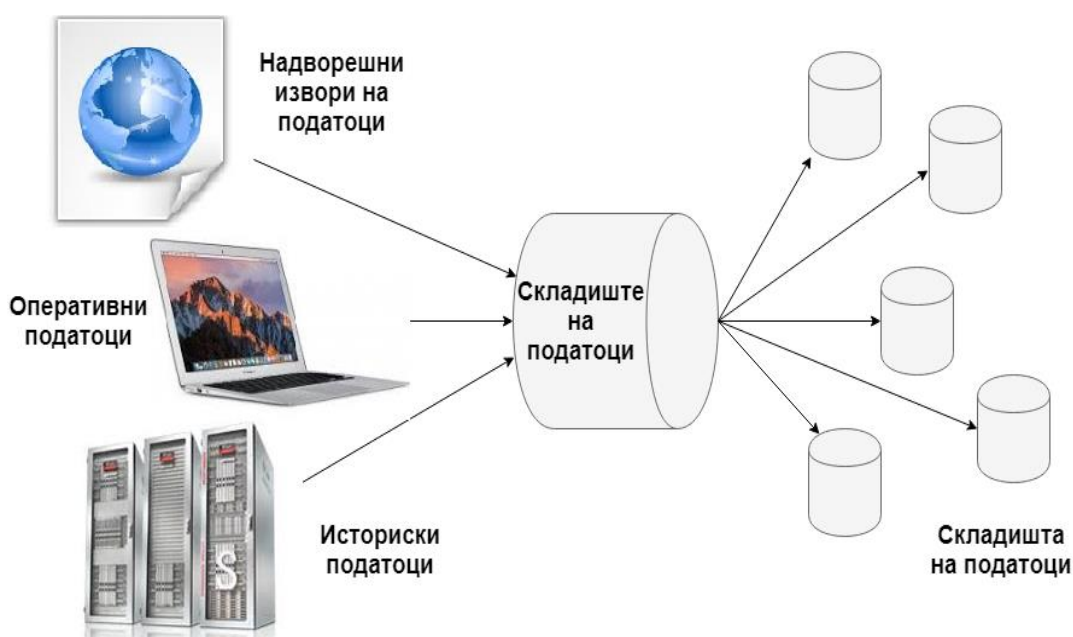 Надворешни
извори на
податоци
Оперативни
податоци
Складиште
на
податоци
Историски
податоци
Складишта
на податоци
S